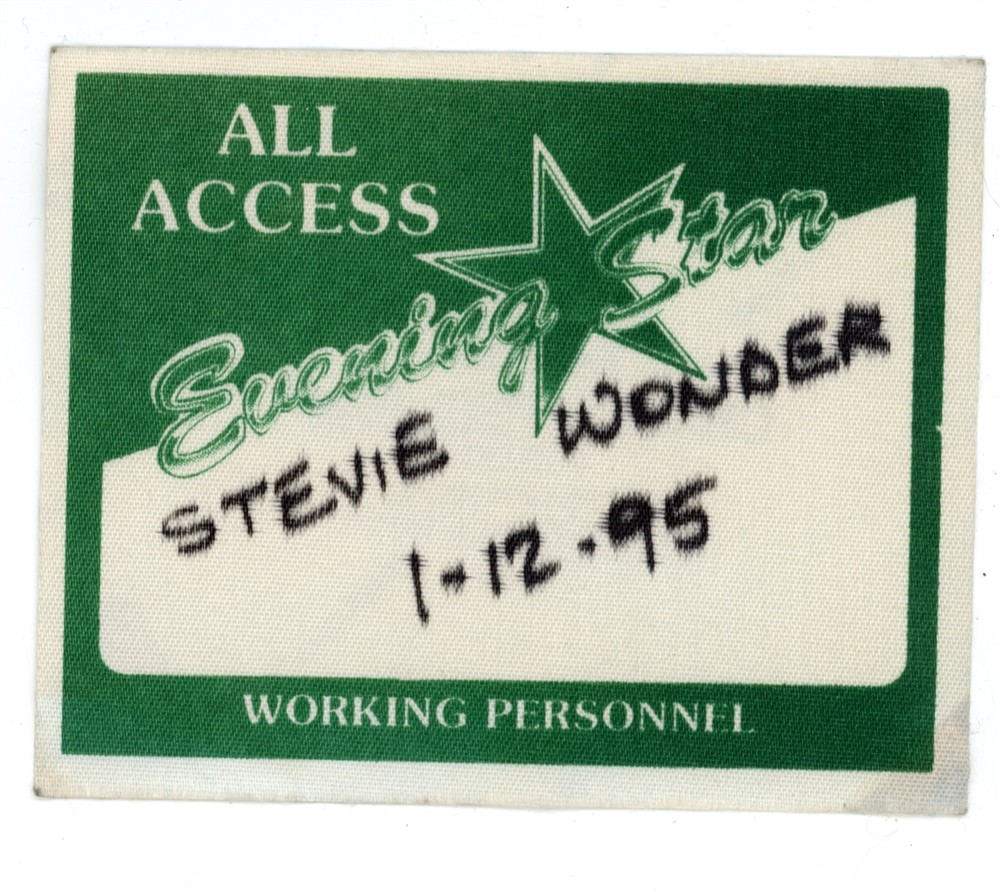 ALL
ACCESS
Evening Star
STEVIE WONDER
1-12-95
WORKING PERSONNEL